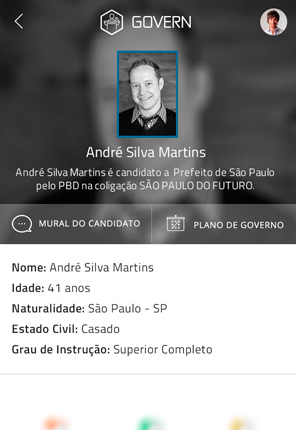 GOVERN
André Silva Martins
André Silva Martins é candidato a Prefeito de São Paulo
pelo PBD na coligação SÃO PAULO DO FUTURO.
MURAL DO CANDIDATO
PLANO DE GOVERNO
Nome: André Silva Martins
Idade: 41 anos
Naturalidade: São Paulo - SP
Estado Civil: Casado
Grau de Instrução: Superior Completo